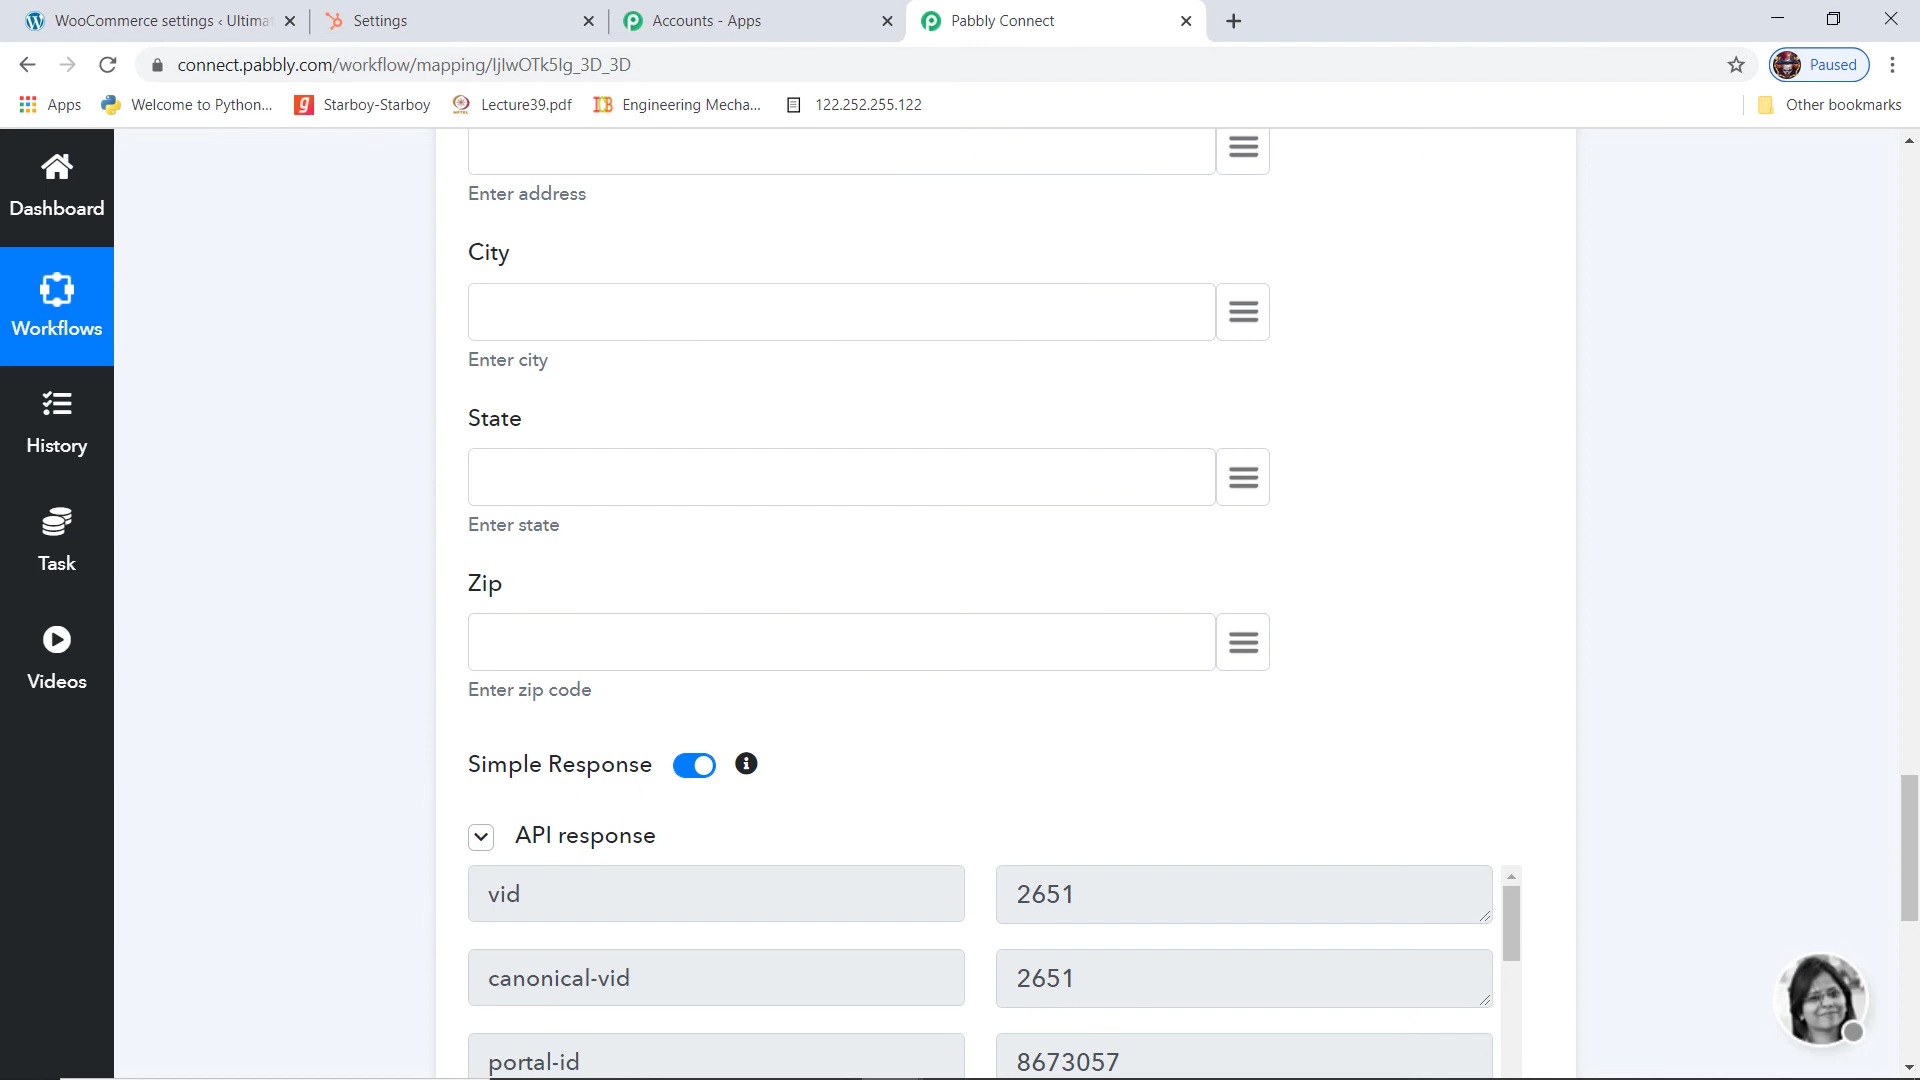 WooCommerce settings ‹ Ultimat
Settings
Accounts - Apps
Pabbly Connect
connect.pabbly.com/workflow/mapping/IjIwOTk5Ig_3D_3D
Paused
Apps
Welcome to Python...
Starboy-Starboy
Lecture39.pdf
Engineering Mecha...
122.252.255.122
Other bookmarks
Dashboard
Workflows
History
Task
Videos
Enter address
City
Enter city
State
Enter state
Zip
Enter zip code
Simple Response
API response
vid
2651
canonical-vid
2651
portal-id
8673057